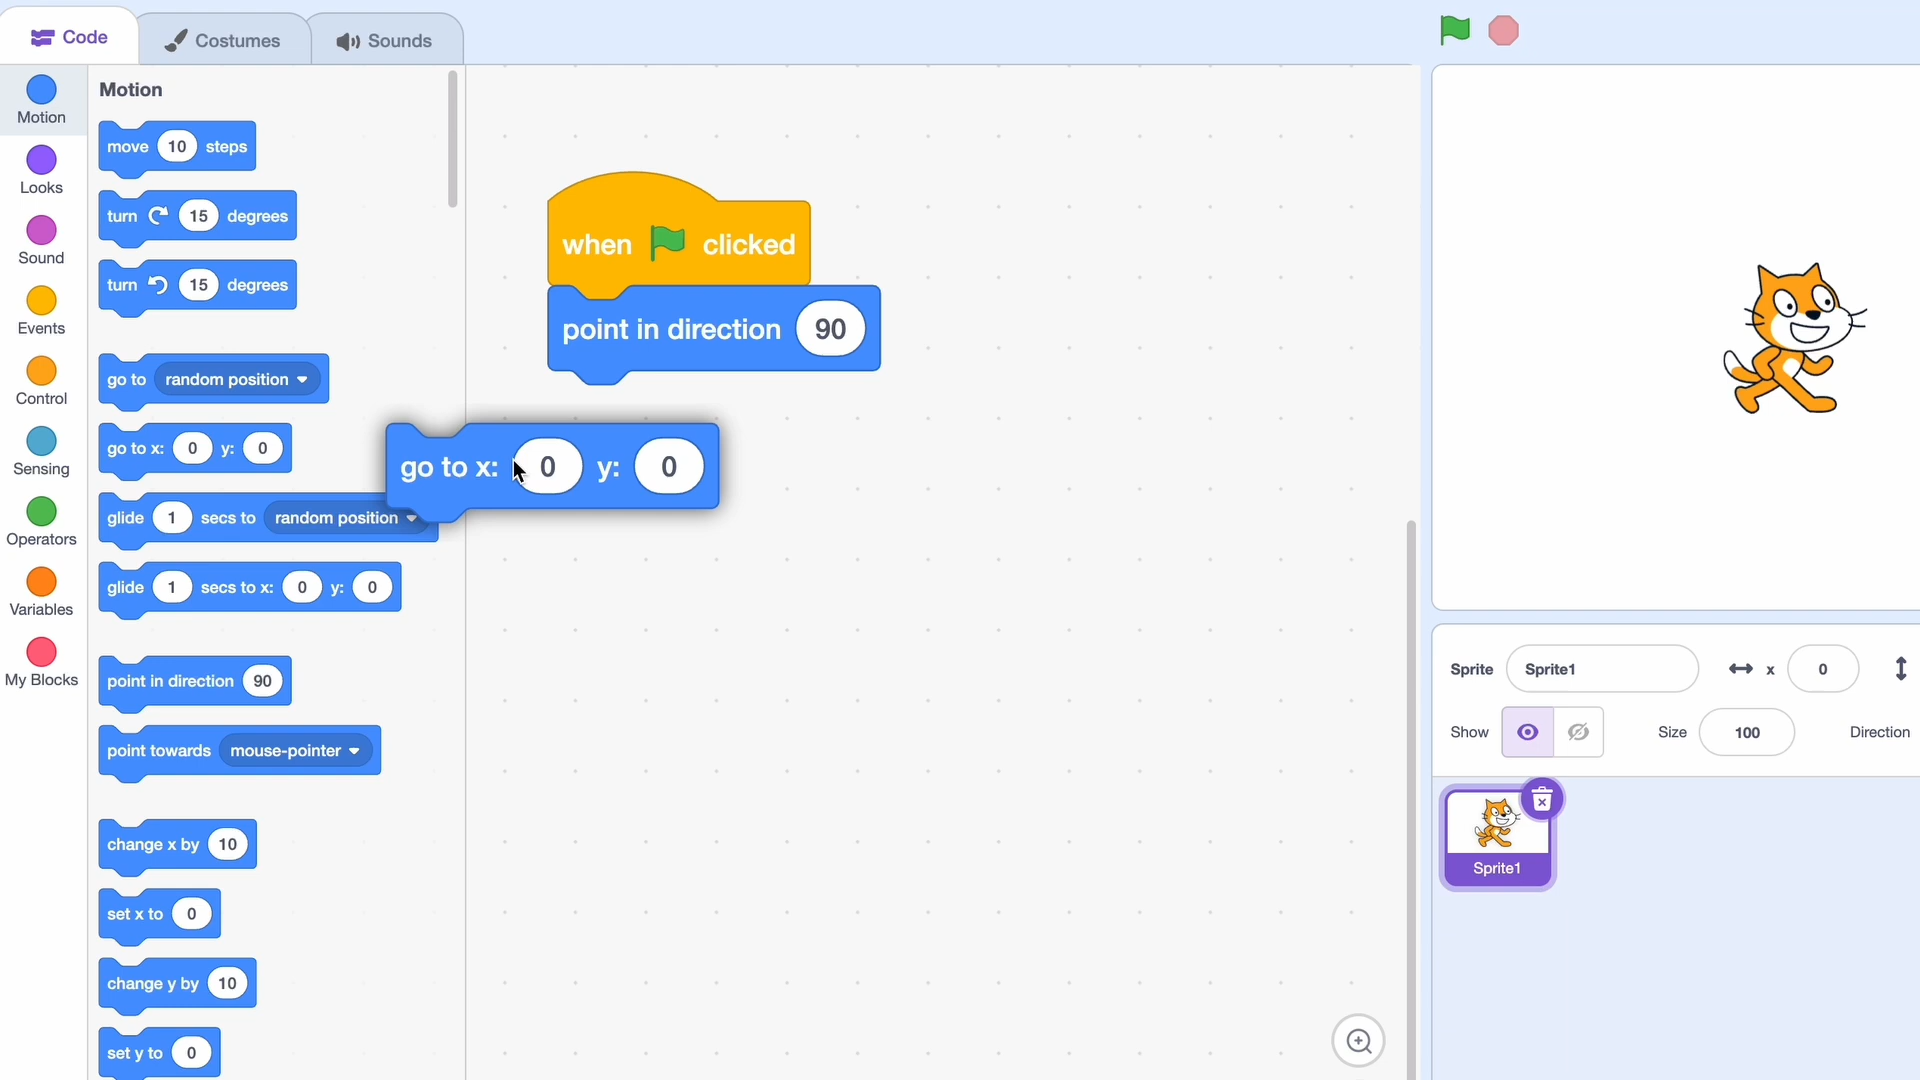 Code
Costumes
Sounds
Motion
Looks
Sound
Events
Control
Sensing
Operators
Variables
My Blocks
Motion
move 10 steps
turn 15 degrees
turn 15 degrees
go to random position
go to x: 0 y: 0
glide 1 secs to random position
glide 1 secs to x: 0 y: 0
point in direction 90
point towards mouse-pointer
change x by 10
set x to 0
change y by 10
set y to 0
when clicked
point in direction 90
go to x: 0 y: 0
Sprite Sprite1 x 0
Show Size 100 Direction
Sprite1